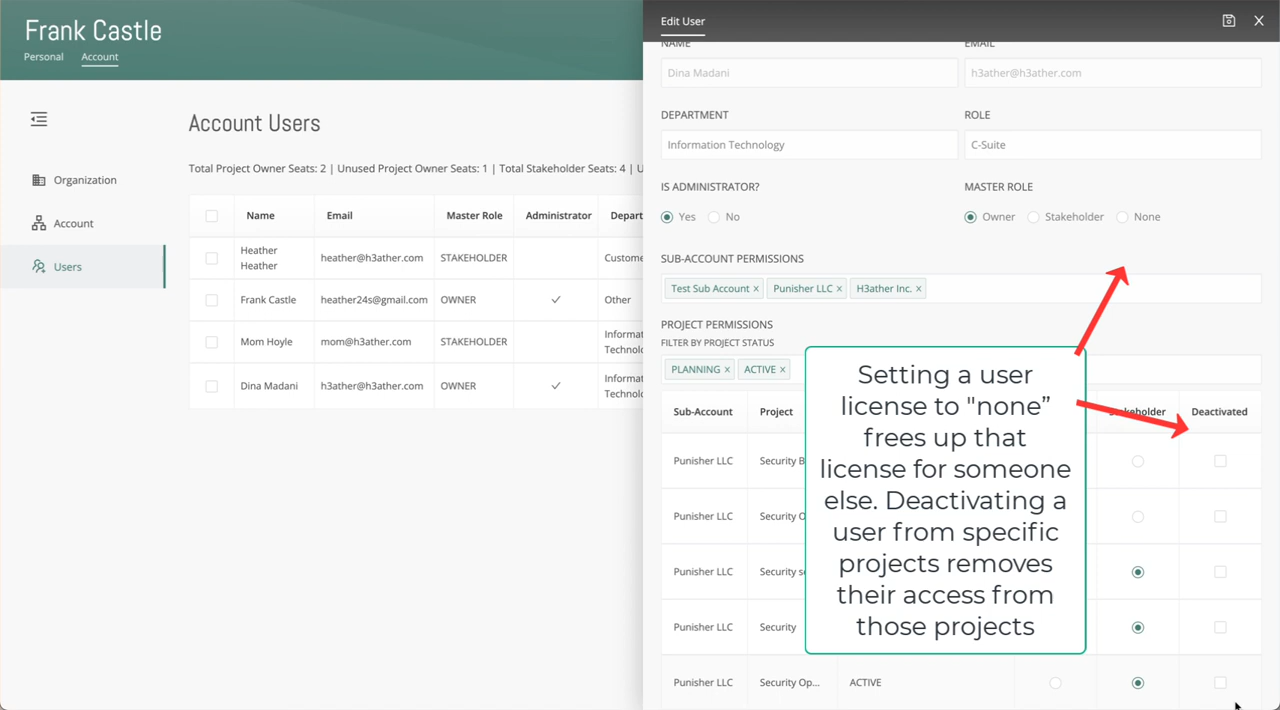 Frank Castle
Personal Account
Edit User
NAME EMAIL
Dina Madani h3ather@h3ather.com
DEPARTMENT ROLE
Information Technology C-Suite
IS ADMINISTRATOR? MASTER ROLE
Yes No Owner Stakeholder None
SUB-ACCOUNT PERMISSIONS
Test Sub Account x Punisher LLC x H3ather Inc. x
PROJECT PERMISSIONS
FILTER BY PROJECT STATUS
PLANNING x ACTIVE x
Sub-Account Project Stakeholder Deactivated
Punisher LLC Security B
Punisher LLC Security O
Punisher LLC Security se
Punisher LLC Security
Punisher LLC Security Op... ACTIVE
Setting a user
license to "none”
frees up that
license for someone
else. Deactivating a
user from specific
projects removes
their access from
those projects
Organization
Account
Users
Account Users
Total Project Owner Seats: 2 | Unused Project Owner Seats: 1 | Total Stakeholder Seats: 4 | U
Name Email Master Role Administrator Depart
Heather
Heather heather@h3ather.com STAKEHOLDER Custome
Frank Castle heather24s@gmail.com OWNER Other
Mom Hoyle mom@h3ather.com STAKEHOLDER Informat
Technolo
Dina Madani h3ather@h3ather.com OWNER Informat
Technolo